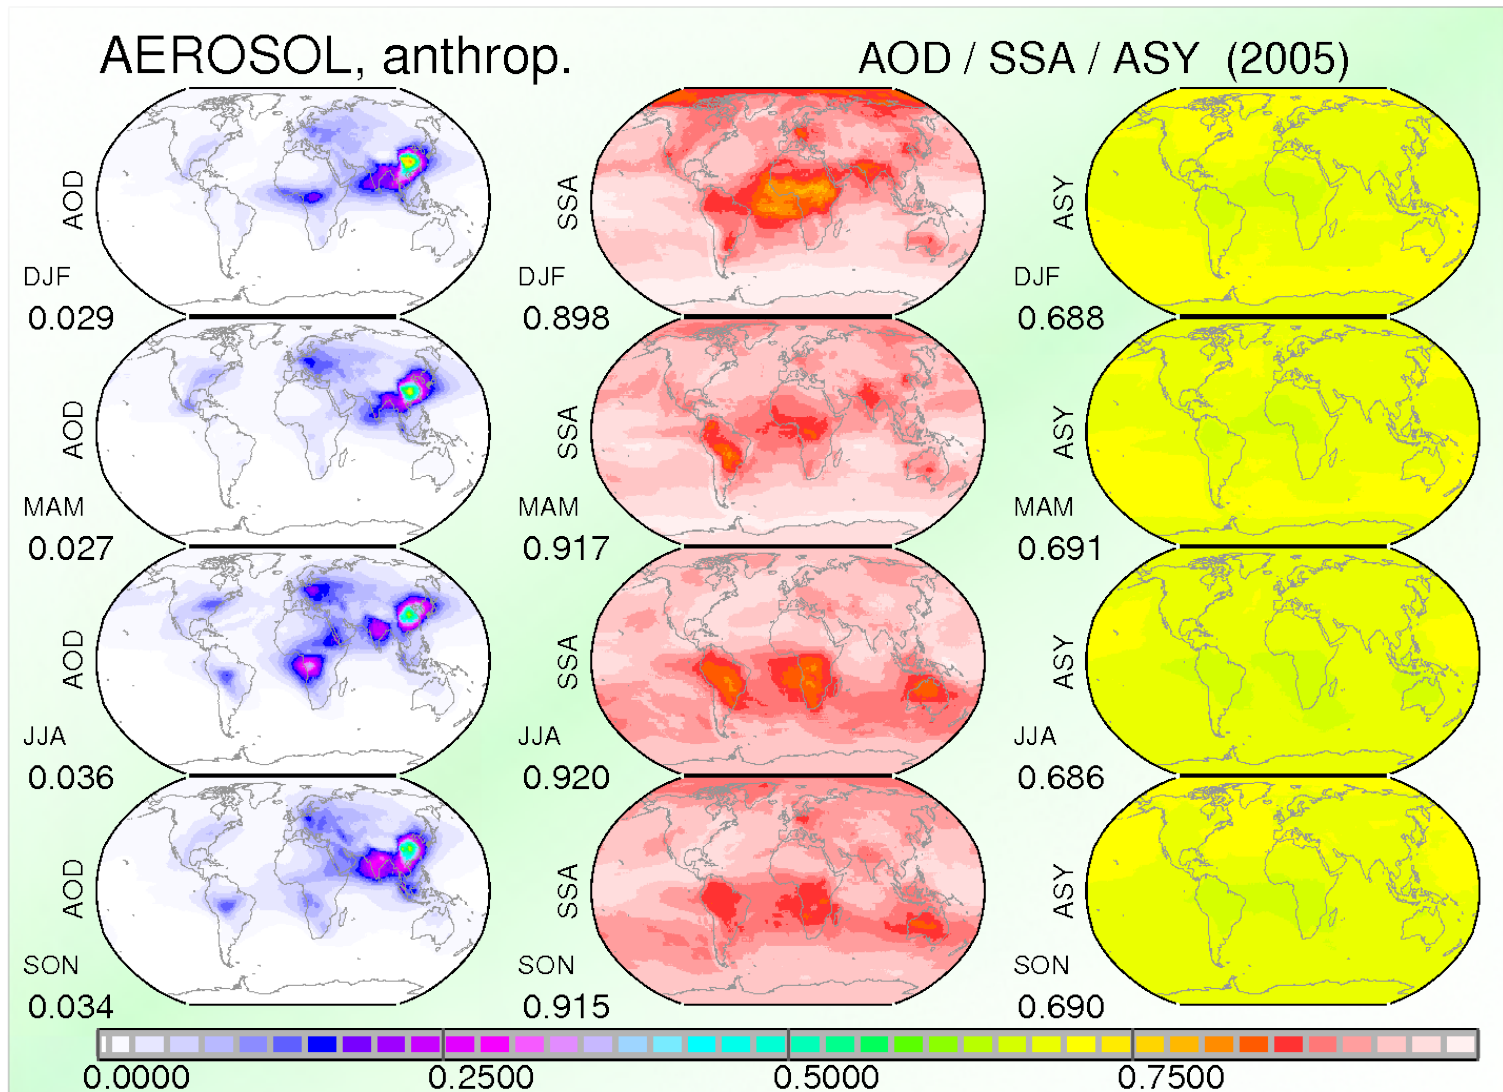 AEROSOL, anthrop. AOD / SSA / ASY (2005)
AOD SSA ASY
DJF DJF DJF
0.029 0.898 0.688
AOD SSA ASY
MAM MAM MAM
0.027 0.917 0.691
AOD SSA ASY
JJA JJA JJA
0.036 0.920 0.686
AOD SSA ASY
SON SON SON
0.034 0.915 0.690
0.0000 0.2500 0.5000 0.7500